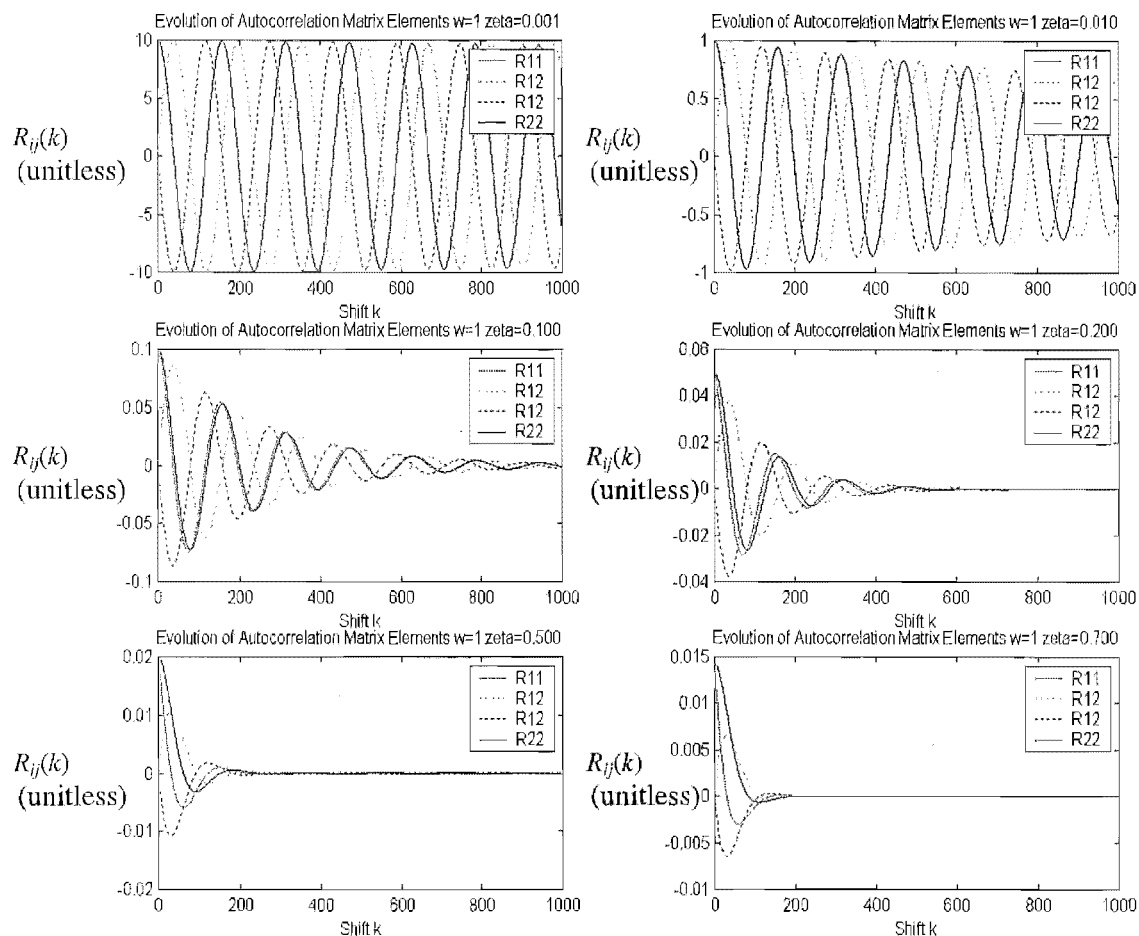 Evolution of Autocorrelation Matrix Elements w=1 zeta=0.001
10
5
0
-5
-10
R_ij(k)
(unitless)
R11
R12
R12
R22
0 200 400 600 800 1000
Shift k
Evolution of Autocorrelation Matrix Elements w=1 zeta=0.010
1
0.5
0
-0.5
-1
R_ij(k)
(unitless)
R11
R12
R12
R22
0 200 400 600 800 1000
Shift k
Evolution of Autocorrelation Matrix Elements w=1 zeta=0.100
0.1
0.05
0
-0.05
-0.1
R_ij(k)
(unitless)
R11
R12
R12
R22
0 200 400 600 800 1000
Shift k
Evolution of Autocorrelation Matrix Elements w=1 zeta=0.200
0.06
0.04
0.02
0
-0.02
-0.04
R_ij(k)
(unitless)
R11
R12
R12
R22
0 200 400 600 800 1000
Shift k
Evolution of Autocorrelation Matrix Elements w=1 zeta=0.500
0.02
0.01
0
-0.01
-0.02
R_ij(k)
(unitless)
R11
R12
R12
R22
0 200 400 600 800 1000
Shift k
Evolution of Autocorrelation Matrix Elements w=1 zeta=0.700
0.015
0.01
0.005
0
-0.005
-0.01
R_ij(k)
(unitless)
R11
R12
R12
R22
0 200 400 600 800 1000
Shift k